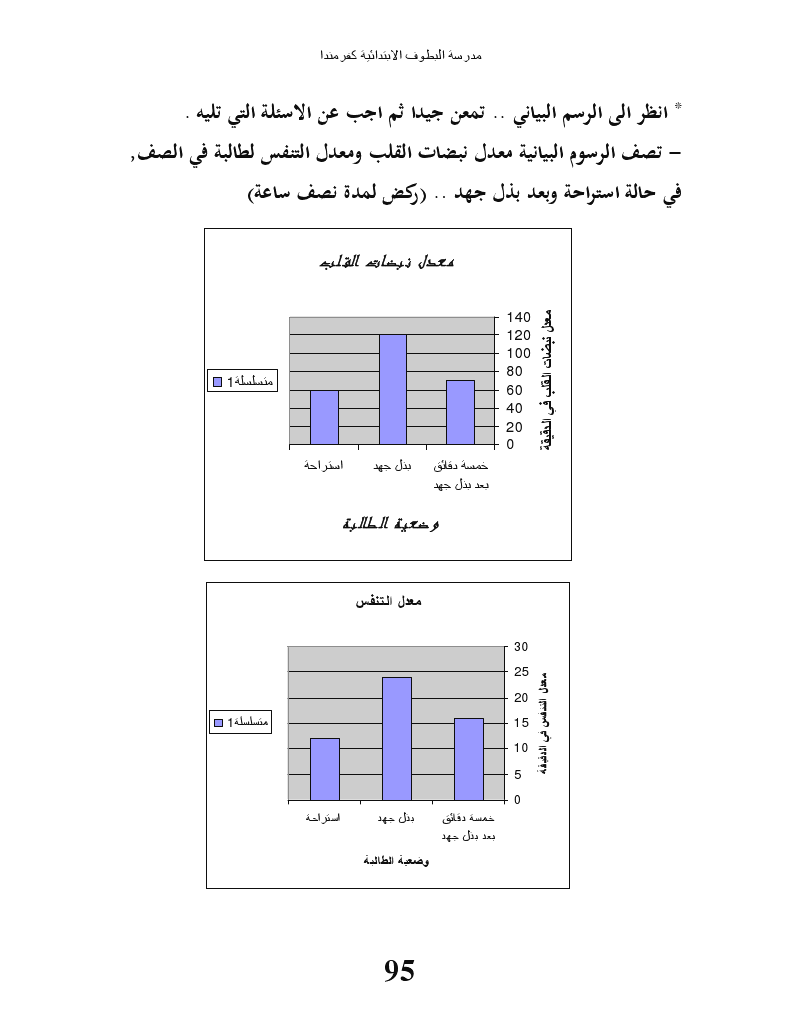 مدرسة البطوف الابتدائية كفرمندا
* انظر الى الرسم البياني .. تمعن جيدا ثم اجب عن الاسئلة التي تليه .
– تصف الرسوم البيانية معدل نبضات القلب ومعدل التنفس لطالبة في الصف,
في حالة استراحة وبعد بذل جهد .. (ركض لمدة نصف ساعة)
معدل نبضات القلب
معدل نبضات القلب في الدقيقة
140
120
100
80
60
40
20
0
متسلسلة1
خمسة دقائق
بعد بذل جهد
بذل جهد
استراحة
وضعية الطالبة
معدل التنفس
معدل التنفس في الدقيقة
30
25
20
15
10
5
0
متسلسلة1
خمسة دقائق
بعد بذل جهد
بذل جهد
استراحة
وضعية الطالبة
95